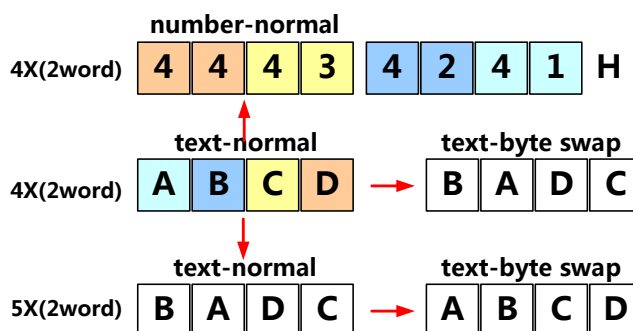 number-normal
4X(2word) 4 4 4 3 4 2 4 1 H
text-normal text-byte swap
4X(2word) A B C D B A D C
text-normal text-byte swap
5X(2word) B A D C A B C D